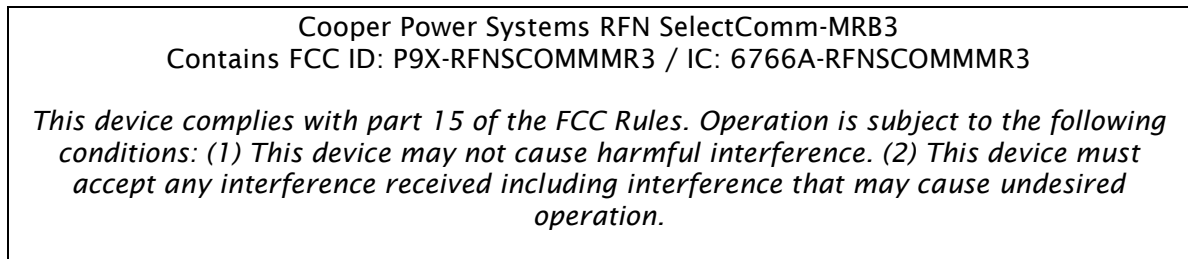 Cooper Power Systems RFN SelectComm-MRB3
Contains FCC ID: P9X-RFNSCOMMMR3 / IC: 6766A-RFNSCOMMMR3
This device complies with part 15 of the FCC Rules. Operation is subject to the following
conditions: (1) This device may not cause harmful interference. (2) This device must
accept any interference received including interference that may cause undesired
operation.